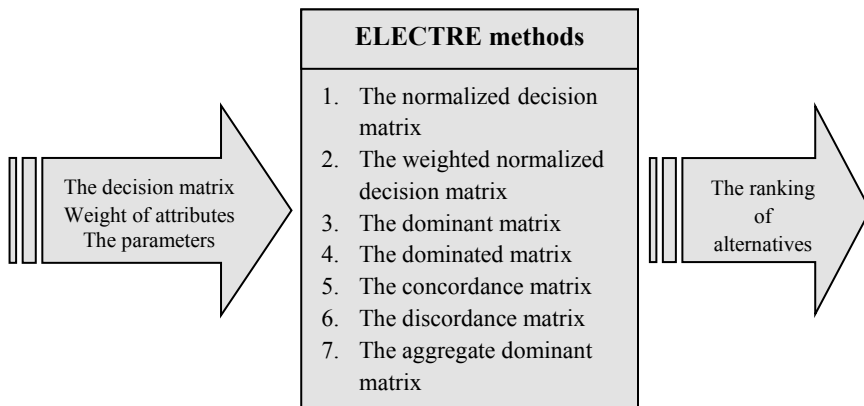 The decision matrix
Weight of attributes
The parameters
ELECTRE methods
1. The normalized decision
matrix
2. The weighted normalized
decision matrix
3. The dominant matrix
4. The dominated matrix
5. The concordance matrix
6. The discordance matrix
7. The aggregate dominant
matrix
The ranking
of
alternatives